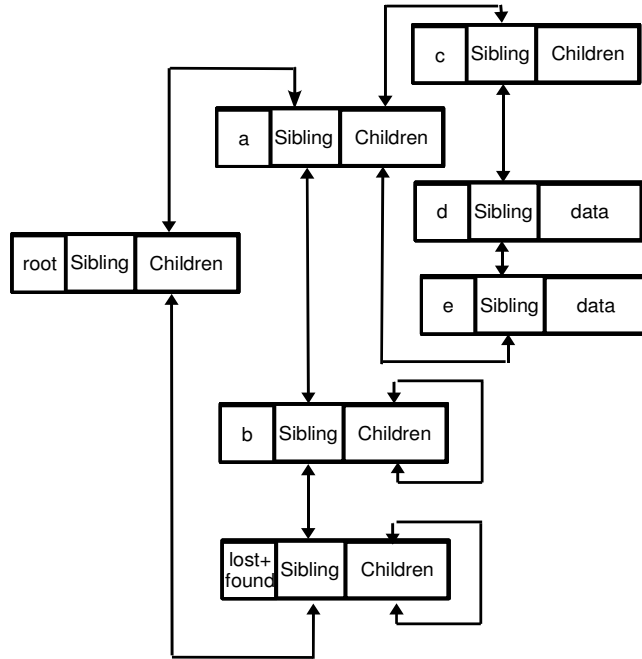 c Sibling Children
a Sibling Children
d Sibling data
root Sibling Children
e Sibling data
b Sibling Children
lost+
found Sibling Children